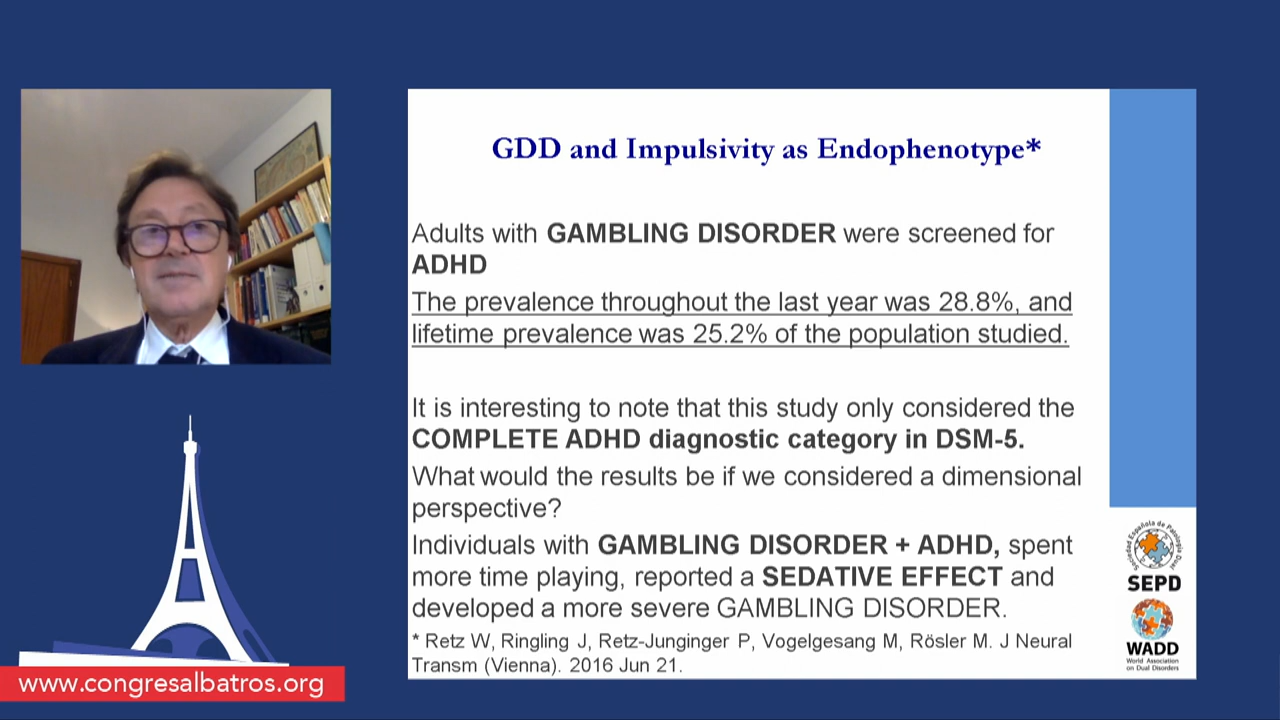 GDD and Impulsivity as Endophenotype*
Adults with GAMBLING DISORDER were screened for
ADHD
The prevalence throughout the last year was 28.8%, and
lifetime prevalence was 25.2% of the population studied.
It is interesting to note that this study only considered the
COMPLETE ADHD diagnostic category in DSM-5.
What would the results be if we considered a dimensional
perspective?
Individuals with GAMBLING DISORDER + ADHD, spent
more time playing, reported a SEDATIVE EFFECT and
developed a more severe GAMBLING DISORDER.
* Retz W, Ringling J, Retz-Junginger P, Vogelgesang M, Rösler M. J Neural
Transm (Vienna). 2016 Jun 21.
Sociedad Española de Patología Dual
SEPD
WADD
World Association
on Dual Disorders
www.congresalbatros.org